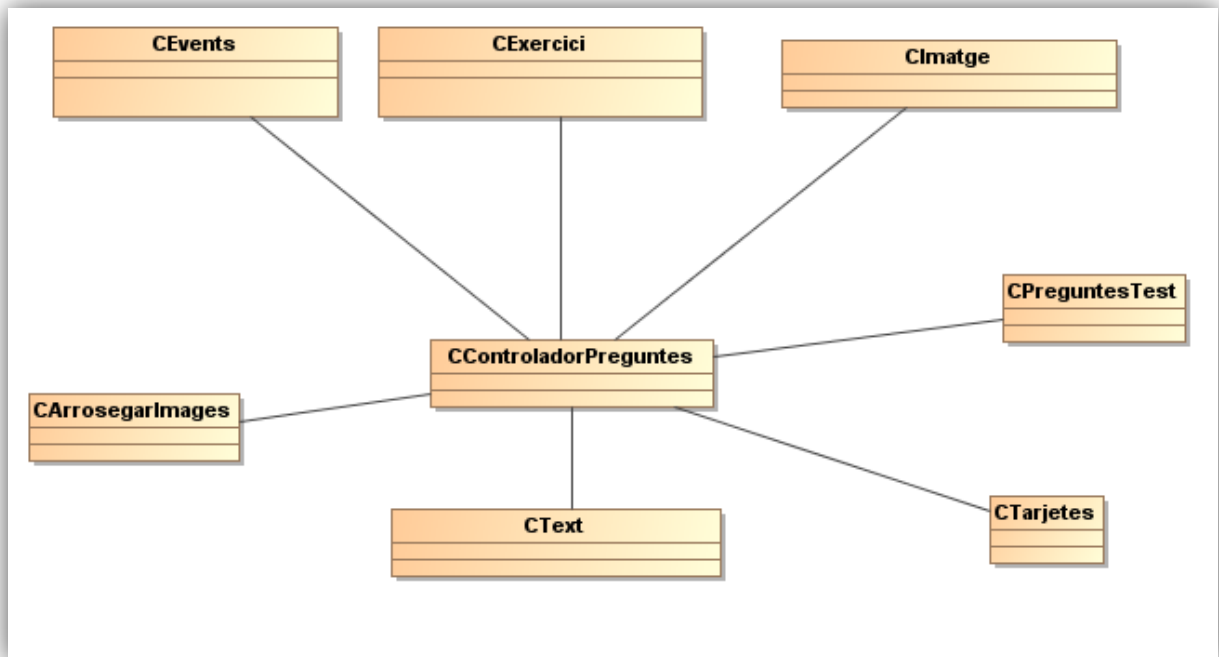 CEvents
CExercici
CImatge
CPreguntesTest
CControladorPreguntes
CArrosegarImages
CText
CTarjetes